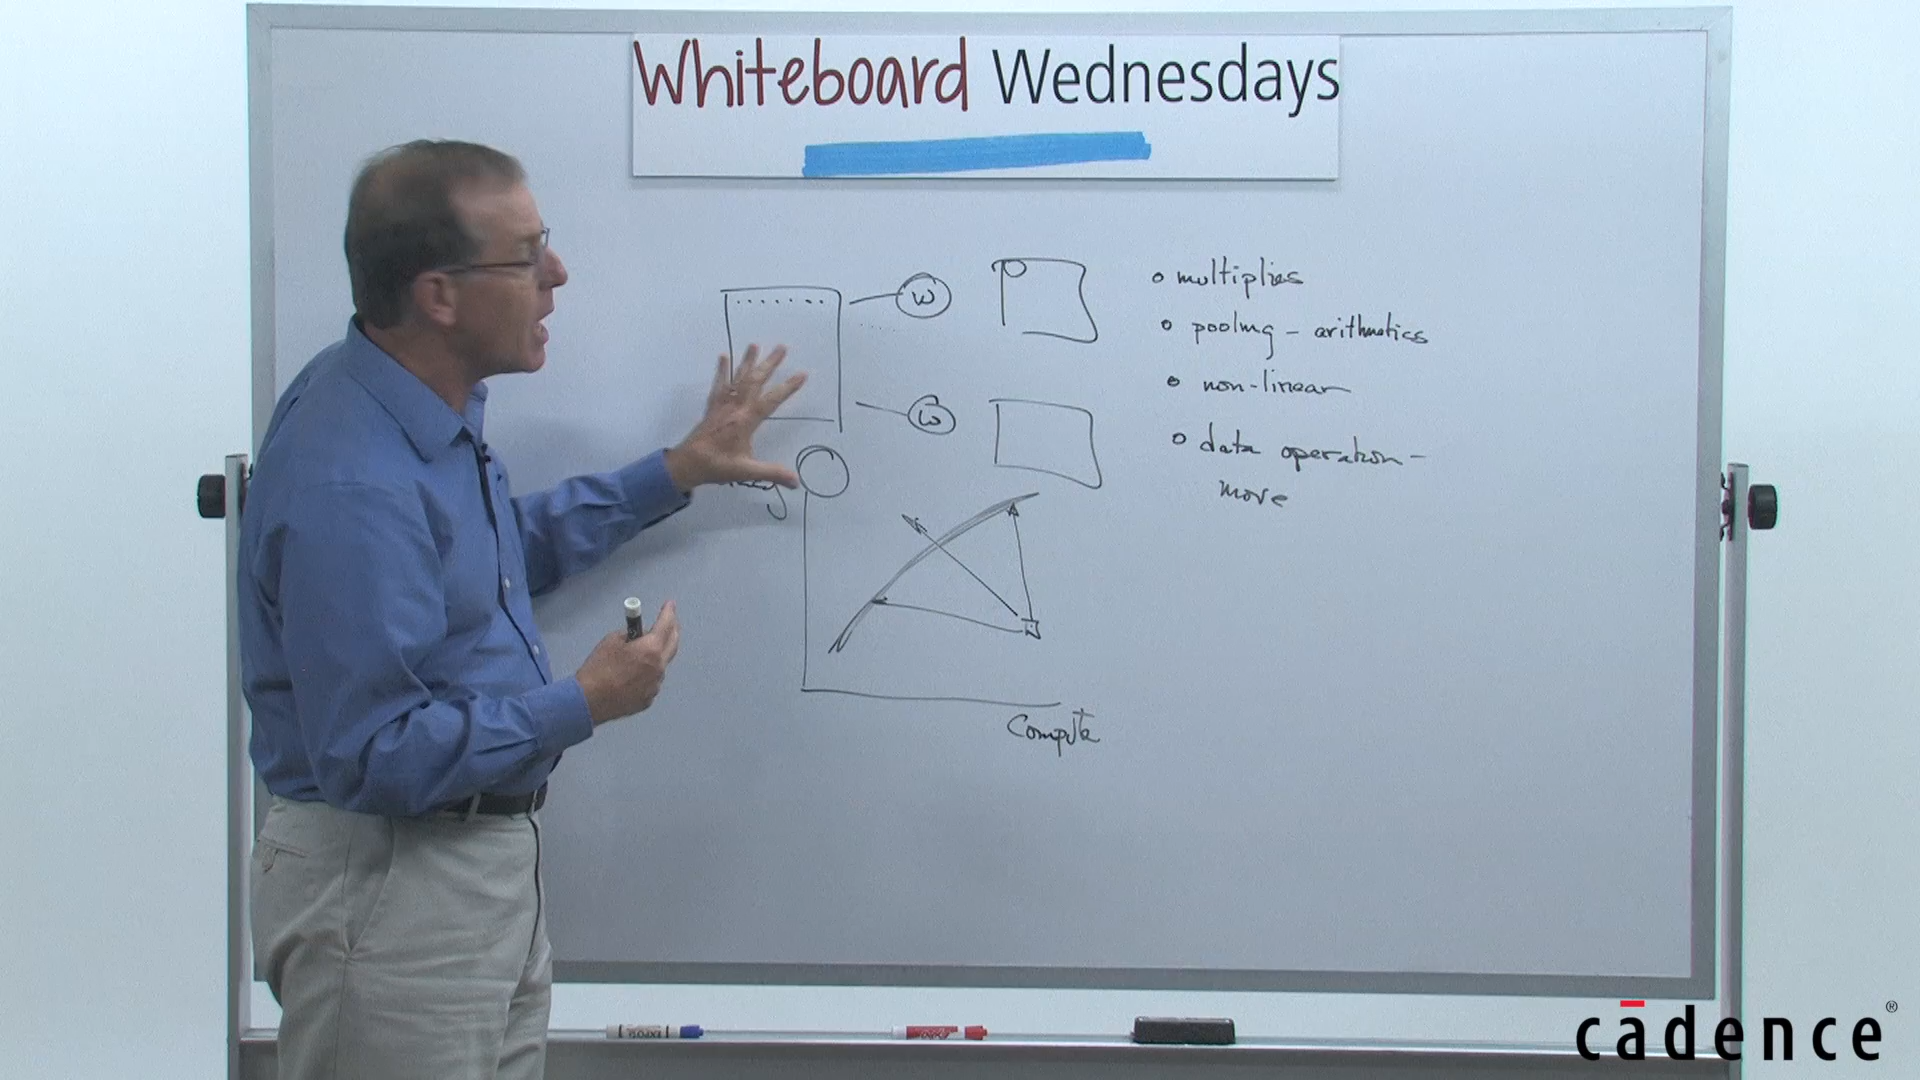 Whiteboard Wednesdays
W
W
• multiplies
• pooling - arithmetics
• non-linear
• data operation -
move
Compute
cadence®